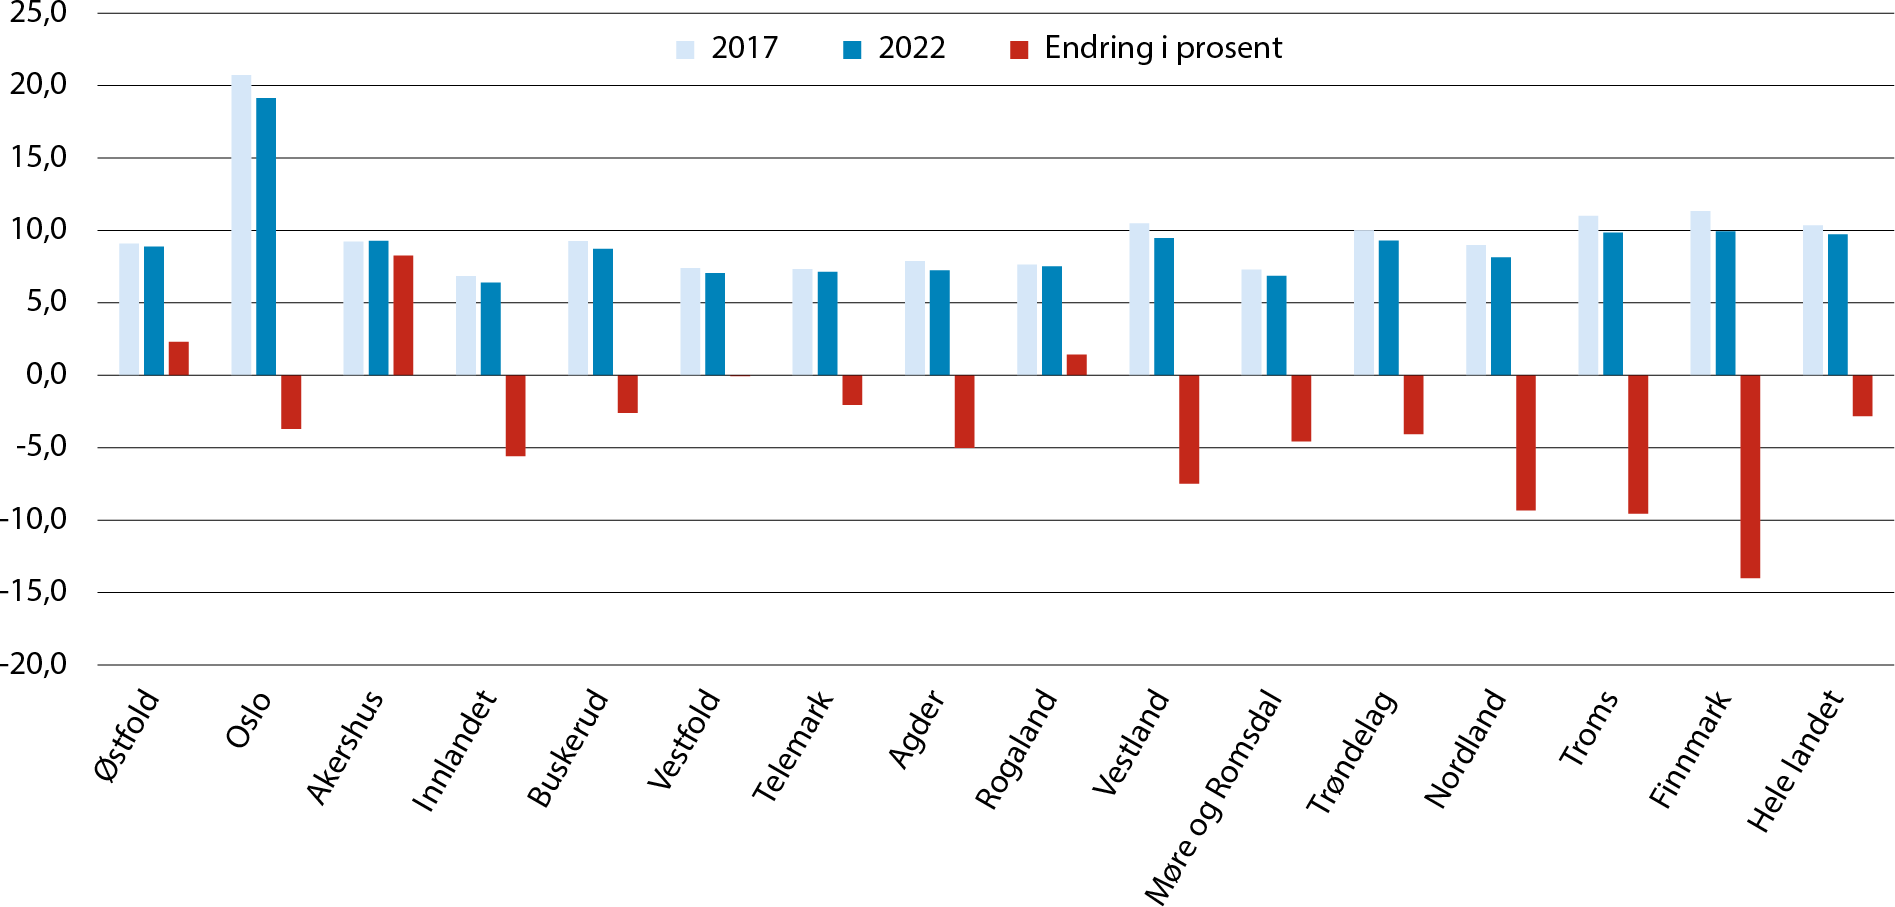 25,0
2017 2022 Endring i prosent
20,0
15,0
10,0
5,0
0,0
-5,0
-10,0
-15,0
-20,0
Østfold
Oslo
Akershus
Innlandet
Buskerud
Vestfold
Telemark
Agder
Rogaland
Vestland
Møre og Romsdal
Trøndelag
Nordland
Troms
Finnmark
Hele landet